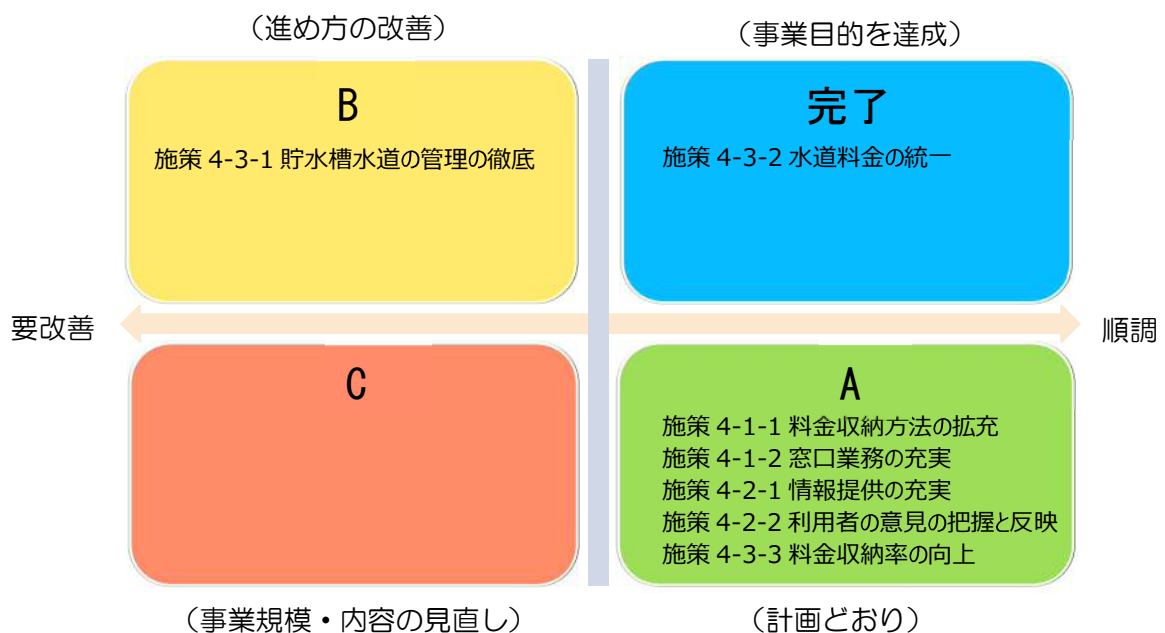 （進め方の改善）
（事業目的を達成）
B
施策 4-3-1 貯水槽水道の管理の徹底
完了
施策 4-3-2 水道料金の統一
要改善
順調
C
A
施策 4-1-1 料金収納方法の拡充
施策 4-1-2 窓口業務の充実
施策 4-2-1 情報提供の充実
施策 4-2-2 利用者の意見の把握と反映
施策 4-3-3 料金収納率の向上
（事業規模・内容の見直し）
（計画どおり）